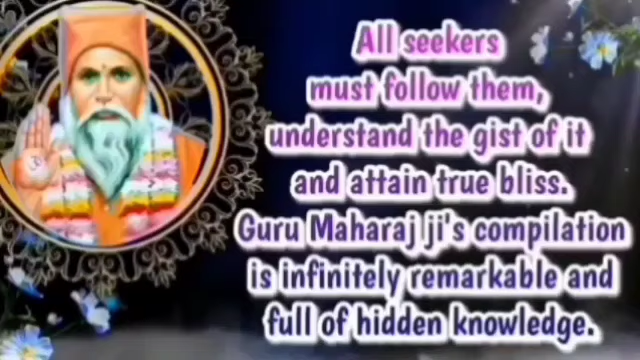 All seekers
must follow them,
understand the gist of it
and attain true bliss.
Guru Maharaj ji's compilation
is infinitely remarkable and
full of hidden knowledge.
ॐ